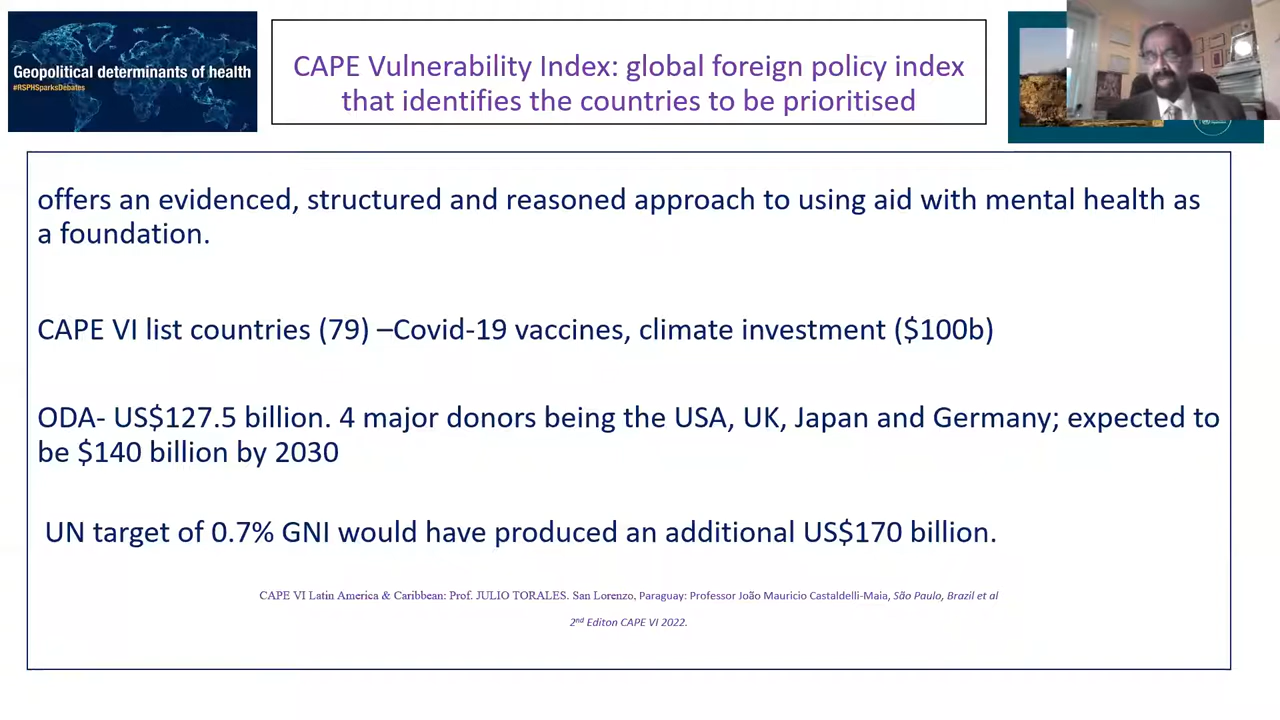 Geopolitical determinants of health
#RSPHSparksDebates
CAPE Vulnerability Index: global foreign policy index
that identifies the countries to be prioritised
offers an evidenced, structured and reasoned approach to using aid with mental health as
a foundation.
CAPE VI list countries (79) –Covid-19 vaccines, climate investment ($100b)
ODA- US$127.5 billion. 4 major donors being the USA, UK, Japan and Germany; expected to
be $140 billion by 2030
UN target of 0.7% GNI would have produced an additional US$170 billion.
CAPE VI Latin America & Caribbean: Prof. JULIO TORALES. San Lorenzo, Paraguay: Professor João Mauricio Castaldelli-Maia, São Paulo, Brazil et al
2nd Editon CAPE VI 2022.